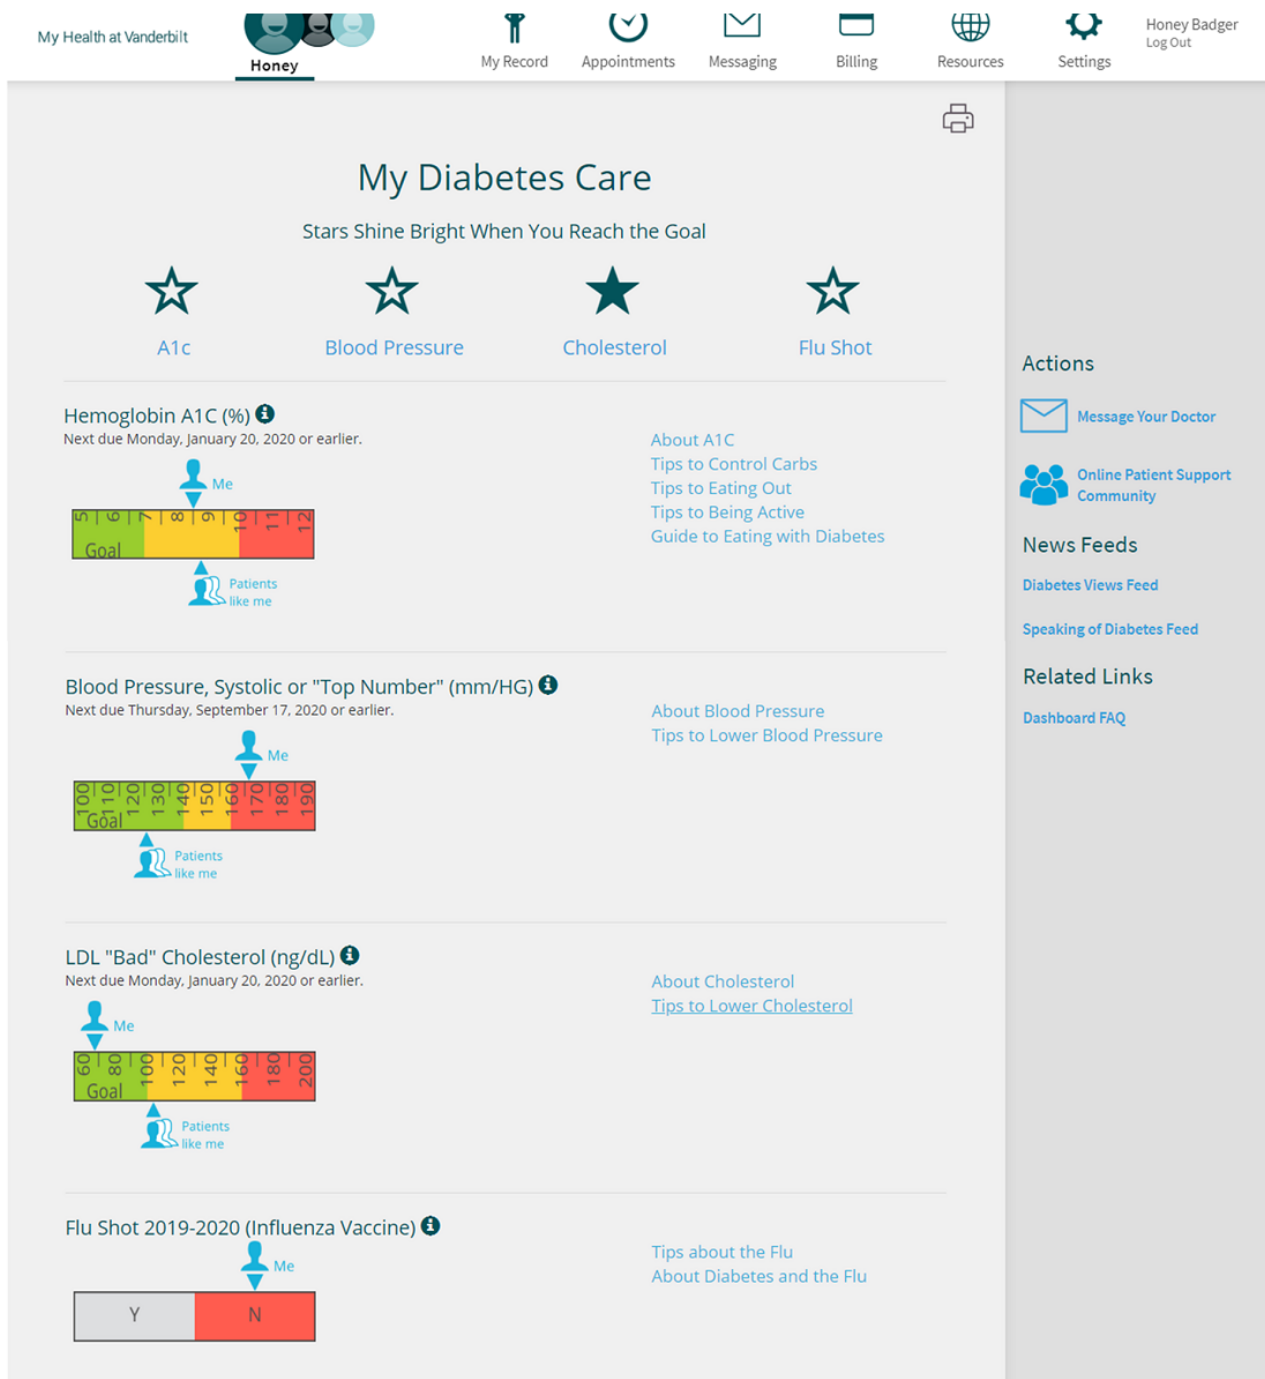 My Health at Vanderbilt
Honey
My Record
Appointments
Messaging
Billing
Resources
Settings
Honey Badger
Log Out
My Diabetes Care
Stars Shine Bright When You Reach the Goal
A1c
Blood Pressure
Cholesterol
Flu Shot
Hemoglobin A1C (%)
Next due Monday, January 20, 2020 or earlier.
Me
5 6 7 8 9 10 11 12
Goal
Patients
like me
About A1C
Tips to Control Carbs
Tips to Eating Out
Tips to Being Active
Guide to Eating with Diabetes
Blood Pressure, Systolic or "Top Number" (mm/HG)
Next due Thursday, September 17, 2020 or earlier.
Me
100 110 120 130 140 150 160 170 180 190
Goal
Patients
like me
About Blood Pressure
Tips to Lower Blood Pressure
LDL "Bad" Cholesterol (ng/dL)
Next due Monday, January 20, 2020 or earlier.
Me
60 80 100 120 140 160 180 200
Goal
Patients
like me
About Cholesterol
Tips to Lower Cholesterol
Flu Shot 2019-2020 (Influenza Vaccine)
Me
Y N
Tips about the Flu
About Diabetes and the Flu
Actions
Message Your Doctor
Online Patient Support
Community
News Feeds
Diabetes Views Feed
Speaking of Diabetes Feed
Related Links
Dashboard FAQ